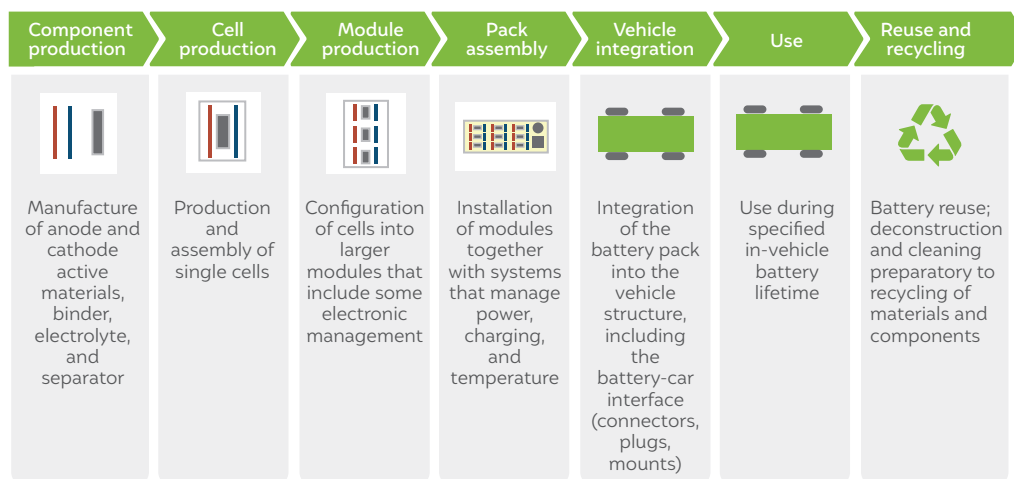 Component
production
Cell
production
Module
production
Pack
assembly
Vehicle
integration
Use
Reuse and
recycling
Manufacture
of anode and
cathode
active
materials,
binder,
electrolyte,
and
separator
Production
and
assembly of
single cells
Configuration
of cells into
larger
modules that
include some
electronic
management
Installation
of modules
together
with systems
that manage
power,
charging,
and
temperature
Integration
of the
battery pack
into the
vehicle
structure,
including
the
battery-car
interface
(connectors,
plugs,
mounts)
Use during
specified
in-vehicle
battery
lifetime
Battery reuse;
deconstruction
and cleaning
preparatory to
recycling of
materials and
components